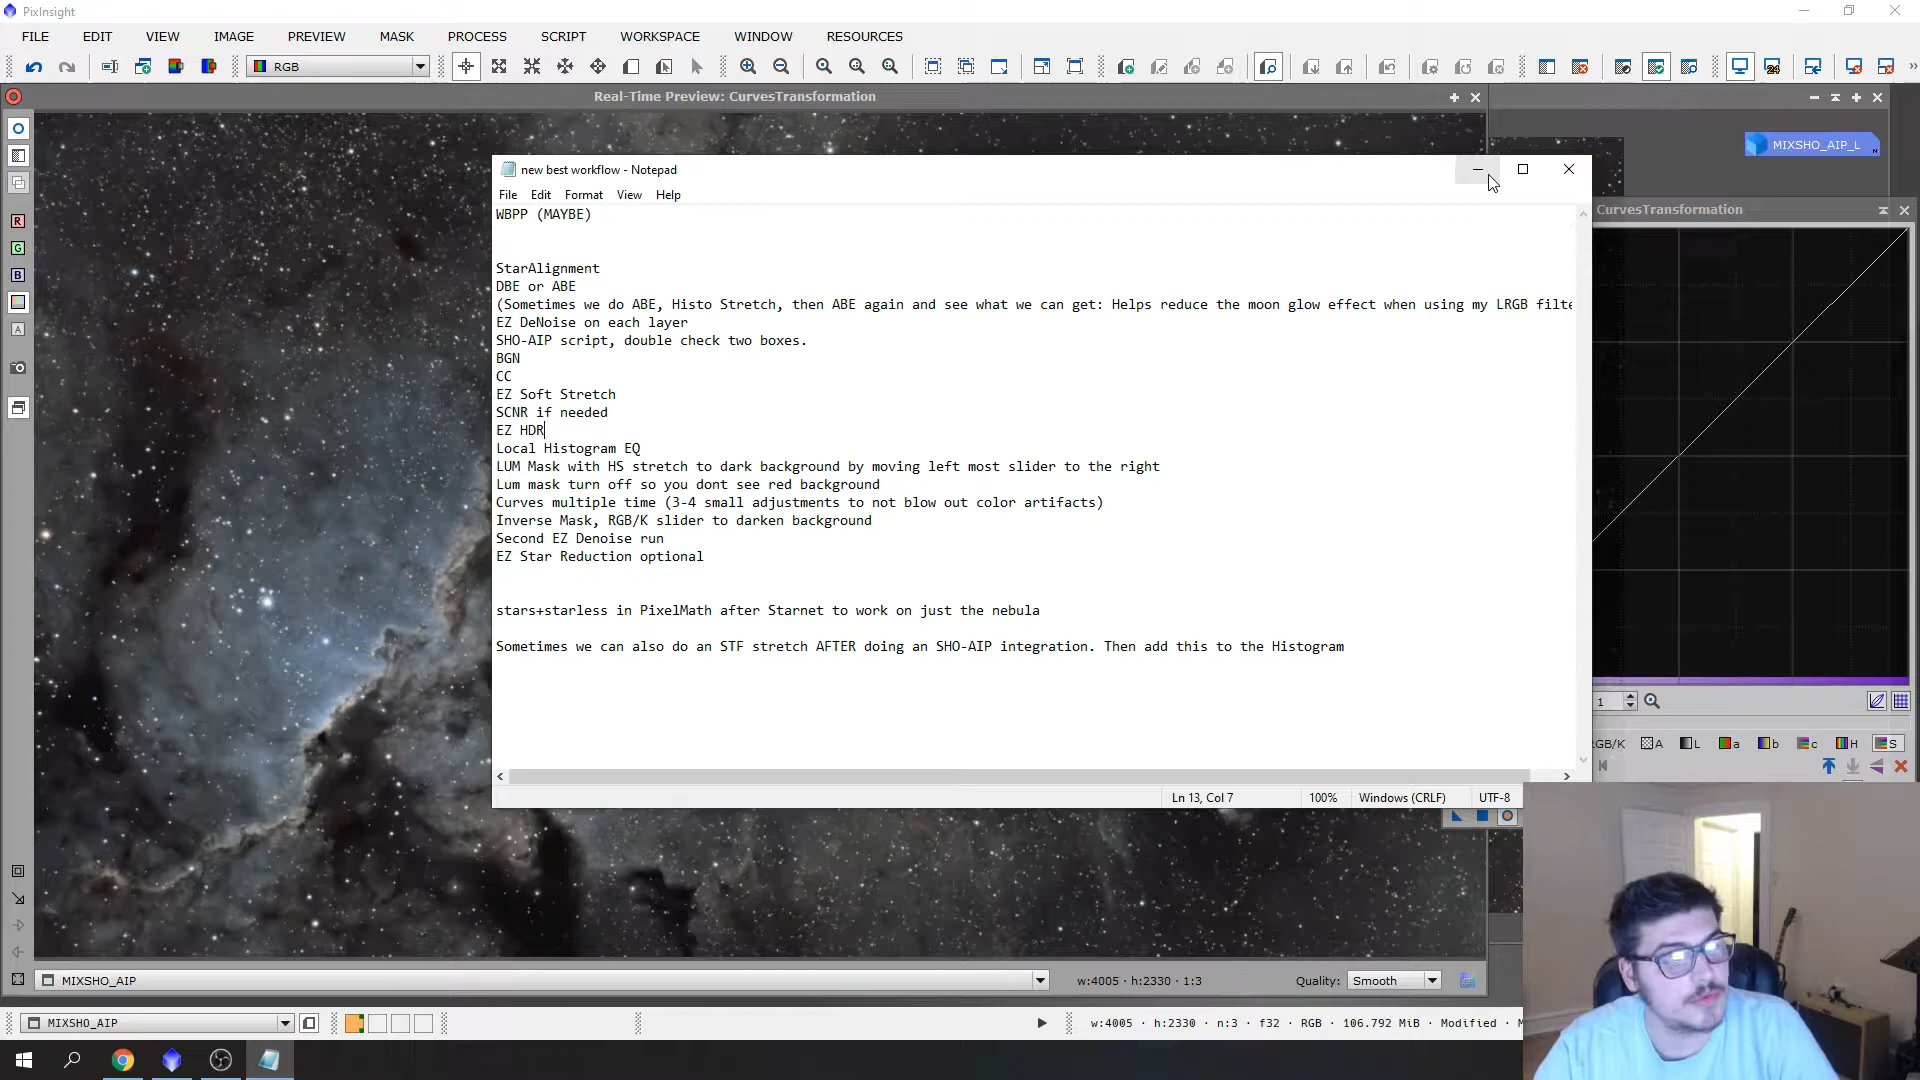 PixInsight
FILE EDIT VIEW IMAGE PREVIEW MASK PROCESS SCRIPT WORKSPACE WINDOW RESOURCES
RGB
Real-Time Preview: CurvesTransformation
MIXSHO_AIP_L
new best workflow - Notepad
File Edit Format View Help
CurvesTransformation
WBPP (MAYBE)
StarAlignment
DBE or ABE
(Sometimes we do ABE, Histo Stretch, then ABE again and see what we can get: Helps reduce the moon glow effect when using my LRGB filte
EZ DeNoise on each layer
SHO-AIP script, double check two boxes.
BGN
CC
EZ Soft Stretch
SCNR if needed
EZ HDR
Local Histogram EQ
LUM Mask with HS stretch to dark background by moving left most slider to the right
Lum mask turn off so you dont see red background
Curves multiple time (3-4 small adjustments to not blow out color artifacts)
Inverse Mask, RGB/K slider to darken background
Second EZ Denoise run
EZ Star Reduction optional
stars+starless in PixelMath after Starnet to work on just the nebula
Sometimes we can also do an STF stretch AFTER doing an SHO-AIP integration. Then add this to the Histogram
R
G
B
A
1
RGB/K A L a b c H S
Ln 13, Col 7 100% Windows (CRLF) UTF-8
MIXSHO_AIP w:4005 · h:2330 · 1:3 Quality: Smooth
MIXSHO_AIP w:4005 · h:2330 · n:3 · f32 · RGB · 106.792 MiB · Modified · M